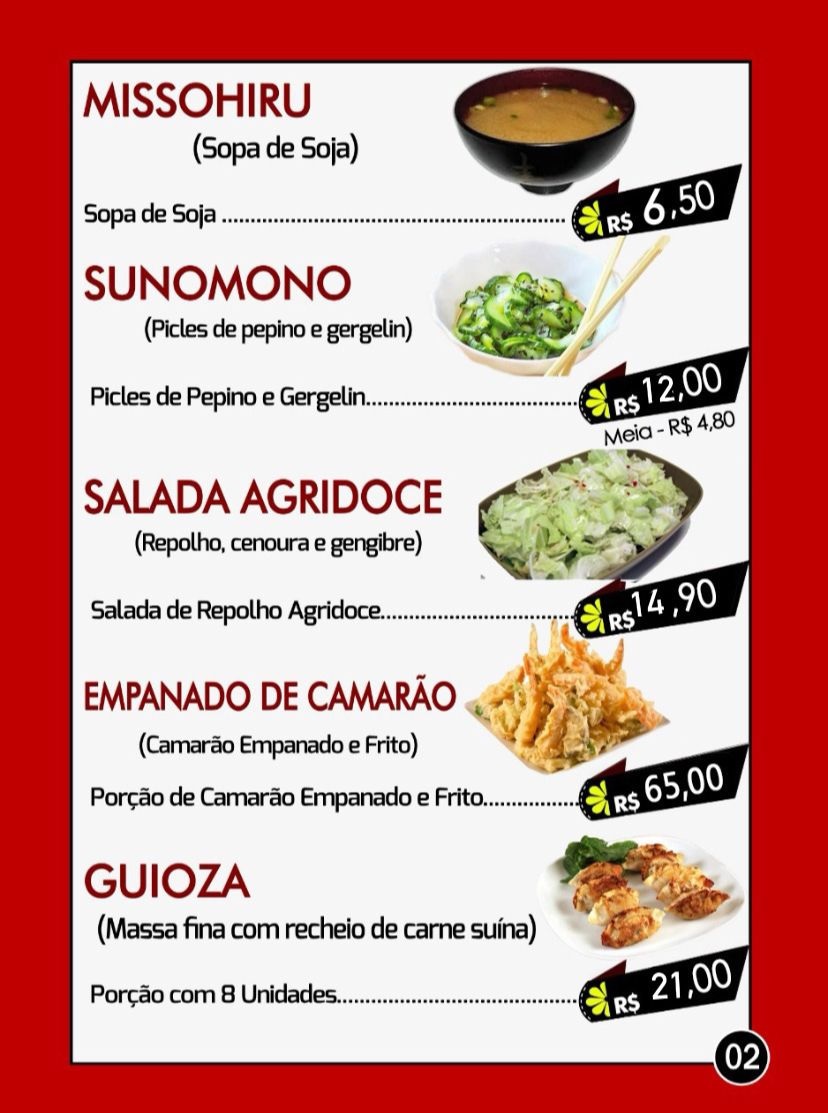 MISSOHIRU
(Sopa de Soja)
Sopa de Soja ........................................................... R$ 6,50
SUNOMONO
(Picles de pepino e gergelin)
Picles de Pepino e Gergelin..................................... R$ 12,00
Meia - R$ 4,80
SALADA AGRIDOCE
(Repolho, cenoura e gengibre)
Salada de Repolho Agridoce.................................. R$ 14,90
EMPANADO DE CAMARÃO
(Camarão Empanado e Frito)
Porção de Camarão Empanado e Frito................. R$ 65,00
GUIOZA
(Massa fina com recheio de carne suína)
Porção com 8 Unidades.......................................... R$ 21,00
02